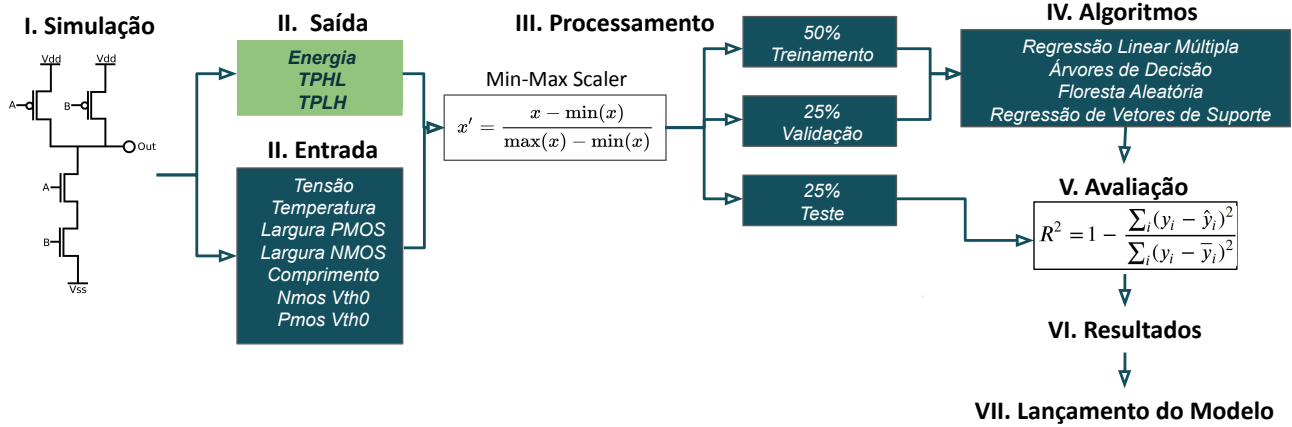 I. Simulação
Vdd
Vdd
A
B
Out
A
B
Vss
II. Saída
Energia
TPHL
TPLH
II. Entrada
Tensão
Temperatura
Largura PMOS
Largura NMOS
Comprimento
Nmos Vth0
Pmos Vth0
III. Processamento
Min-Max Scaler
x′ = (x − min(x)) / (max(x) − min(x))
50%
Treinamento
25%
Validação
25%
Teste
IV. Algoritmos
Regressão Linear Múltipla
Árvores de Decisão
Floresta Aleatória
Regressão de Vetores de Suporte
V. Avaliação
R² = 1 − ∑ᵢ(yᵢ − ŷᵢ)² / ∑ᵢ(yᵢ − y̅ᵢ)²
VI. Resultados
VII. Lançamento do Modelo